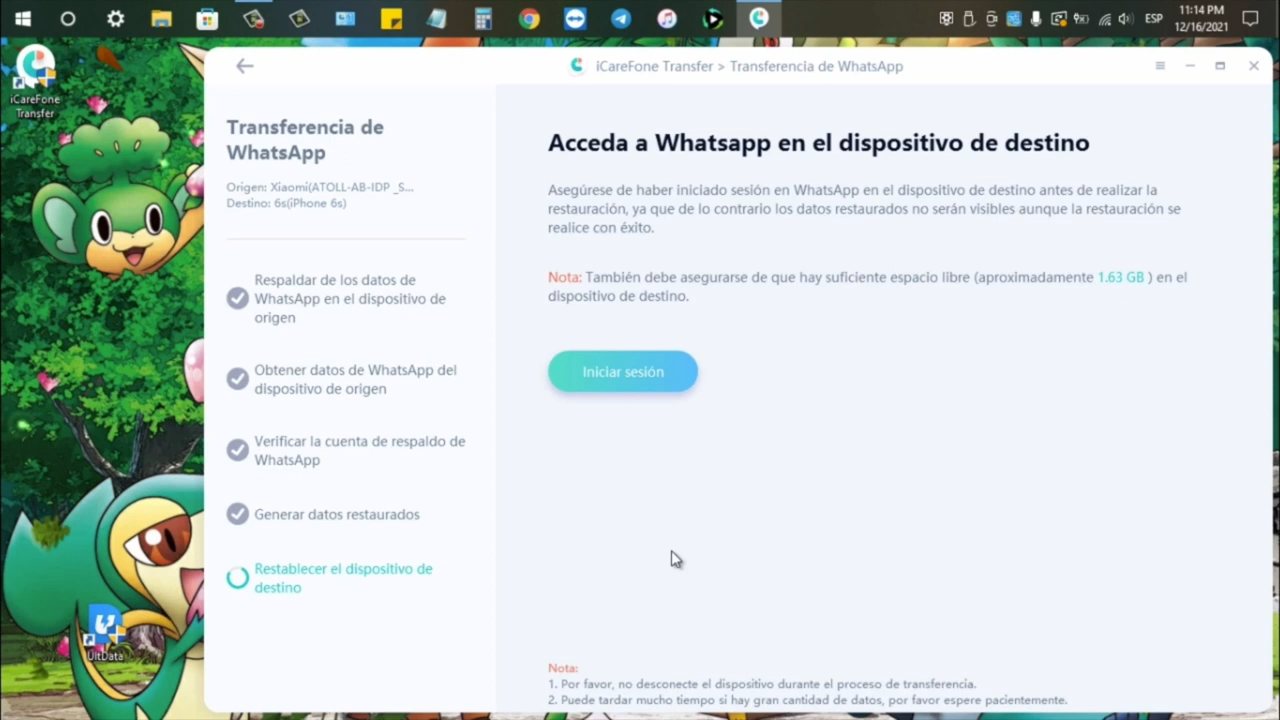 11:14 PM
ESP
12/16/2021
iCareFone
Transfer
iCareFone Transfer > Transferencia de WhatsApp
Transferencia de
WhatsApp
Origen: Xiaomi(ATOLL-AB-IDP _S...
Destino: 6s(iPhone 6s)
Respaldar de los datos de
WhatsApp en el dispositivo de
origen
Obtener datos de WhatsApp del
dispositivo de origen
Verificar la cuenta de respaldo de
WhatsApp
Generar datos restaurados
Restablecer el dispositivo de
destino
Acceda a Whatsapp en el dispositivo de destino
Asegúrese de haber iniciado sesión en WhatsApp en el dispositivo de destino antes de realizar la
restauración, ya que de lo contrario los datos restaurados no serán visibles aunque la restauración se
realice con éxito.
Nota: También debe asegurarse de que hay suficiente espacio libre (aproximadamente 1.63 GB ) en el
dispositivo de destino.
Iniciar sesión
UltData
Nota:
1. Por favor, no desconecte el dispositivo durante el proceso de transferencia.
2. Puede tardar mucho tiempo si hay gran cantidad de datos, por favor espere pacientemente.